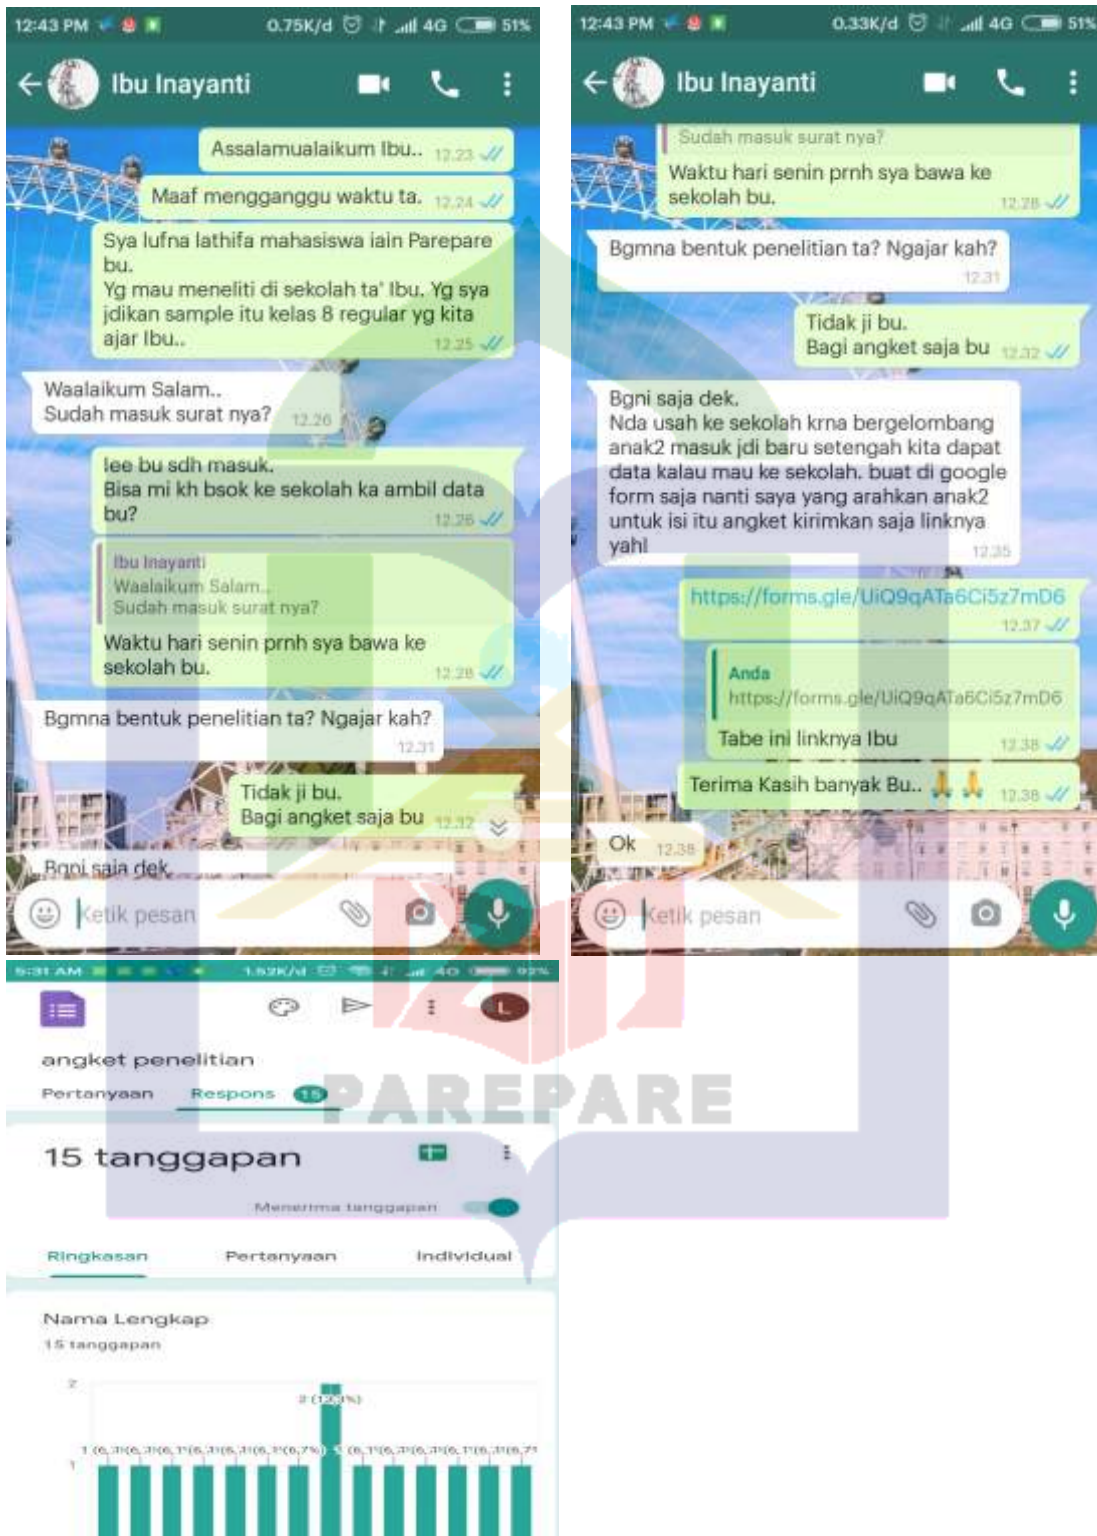 12:43 PM
0.75K/d
4G
51%
Ibu Inayanti
Assalamualaikum Ibu.. 12.23
Maaf mengganggu waktu ta. 12.24
Sya lufna lathifa mahasiswa iain Parepare
bu.
Yg mau meneliti di sekolah ta' Ibu. Yg sya
jdikan sample itu kelas 8 regular yg kita
ajar Ibu..
12.25
Waalaikum Salam..
Sudah masuk surat nya? 12.26
Iee bu sdh masuk.
Bisa mi kh bsok ke sekolah ka ambil data
bu?
12.26
Ibu Inayanti
Waalaikum Salam..
Sudah masuk surat nya?
Waktu hari senin prnh sya bawa ke
sekolah bu.
12.28
Bgmna bentuk penelitian ta? Ngajar kah?
12.31
Tidak ji bu.
Bagi angket saja bu 12.32
Bgni saja dek.
Ketik pesan
12:43 PM
0.33K/d
4G
51%
Ibu Inayanti
Sudah masuk surat nya?
Waktu hari senin prnh sya bawa ke
sekolah bu.
12.28
Bgmna bentuk penelitian ta? Ngajar kah?
12.31
Tidak ji bu.
Bagi angket saja bu 12.32
Bgni saja dek.
Nda usah ke sekolah krna bergelombang
anak2 masuk jdi baru setengah kita dapat
data kalau mau ke sekolah. buat di google
form saja nanti saya yang arahkan anak2
untuk isi itu angket kirimkan saja linknya
yah!
12.35
https://forms.gle/UiQ9qATa6Ci5z7mD6
12.37
Anda
https://forms.gle/UiQ9qATa6Ci5z7mD6
Tabe ini linknya Ibu
12.38
Terima Kasih banyak Bu.. 🙏 🙏 12.38
Ok 12.38
Ketik pesan
5:31 AM
1.52K/d
4G
92%
L
angket penelitian
Pertanyaan Respons 15
PAREPARE
15 tanggapan
Menerima tanggapan
Ringkasan Pertanyaan Individual
Nama Lengkap
15 tanggapan
2
2 (13,3%)
1